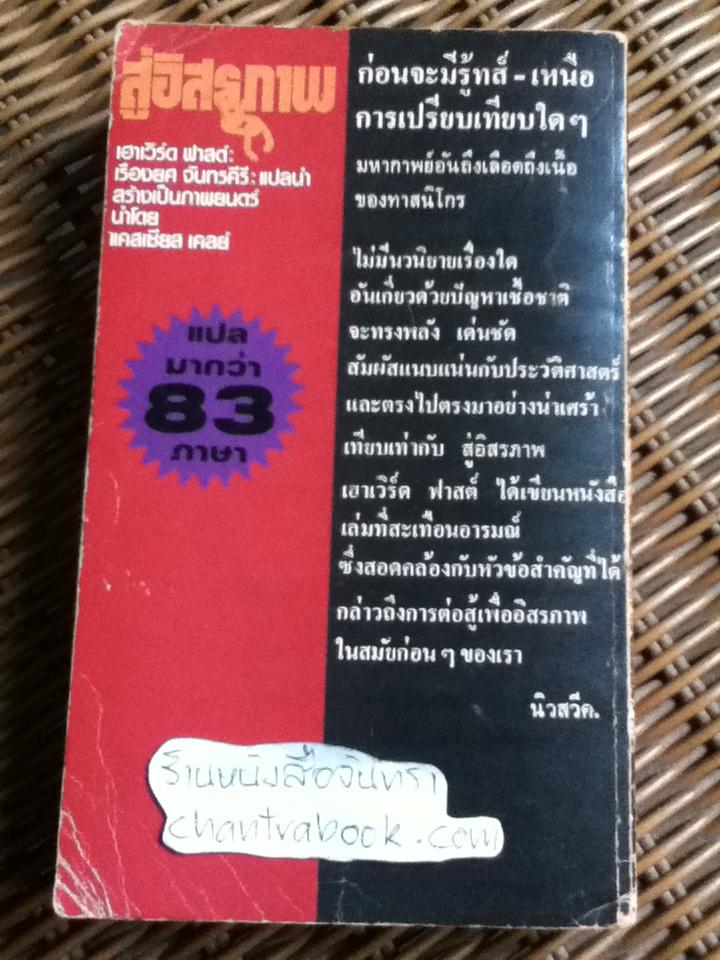 สู่อิสรภาพ
เฮาเวิร์ด ฟาสต์:
เรืองยศ จันทรคีรี: แปลนำ
สร้างเป็นภาพยนตร์
นำโดย
แคสเซียส เคลย์
แปล
มากว่า
83
ภาษา
ก่อนจะมีรู้ทส์ - เหนือ
การเปรียบเทียบใด ๆ
มหากาพย์อันถึงเลือดถึงเนื้อ
ของทาสนิโกร
ไม่มีนวนิยายเรื่องใด
อันเกี่ยวด้วยปัญหาเชื้อชาติ
จะทรงพลัง เด่นชัด
สัมผัสแนบแน่นกับประวัติศาสตร์
และตรงไปตรงมาอย่างน่าเศร้า
เทียบเท่ากับ สู่อิสรภาพ
เฮาเวิร์ด ฟาสต์ ได้เขียนหนังสือ
เล่มที่สะเทือนอารมณ์
ซึ่งสอดคล้องกับหัวข้อสำคัญที่ได้
กล่าวถึงการต่อสู้เพื่ออิสรภาพ
ในสมัยก่อน ๆ ของเรา
นิวสวีค.
ร้านหนังสือจันทรา
chantrabook.com